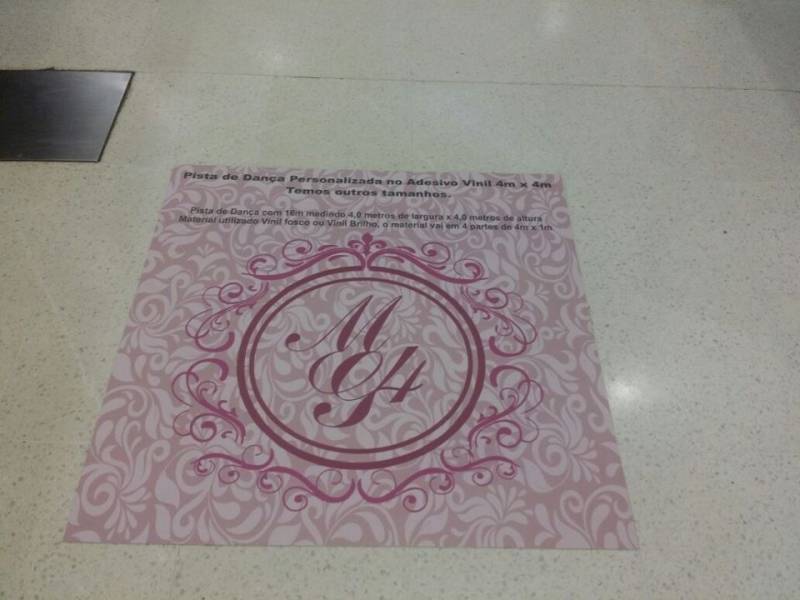 Pista de Dança Personalizada no Adesivo Vinil 4m x 4m
Temos outros tamanhos.
Pista de Dança com 16m medindo 4,0 metros de largura x 4,0 metros de altura
Material utilizado Vinil fosco ou Vinil Brilho, o material vai em 4 partes de 4m x 1m
M